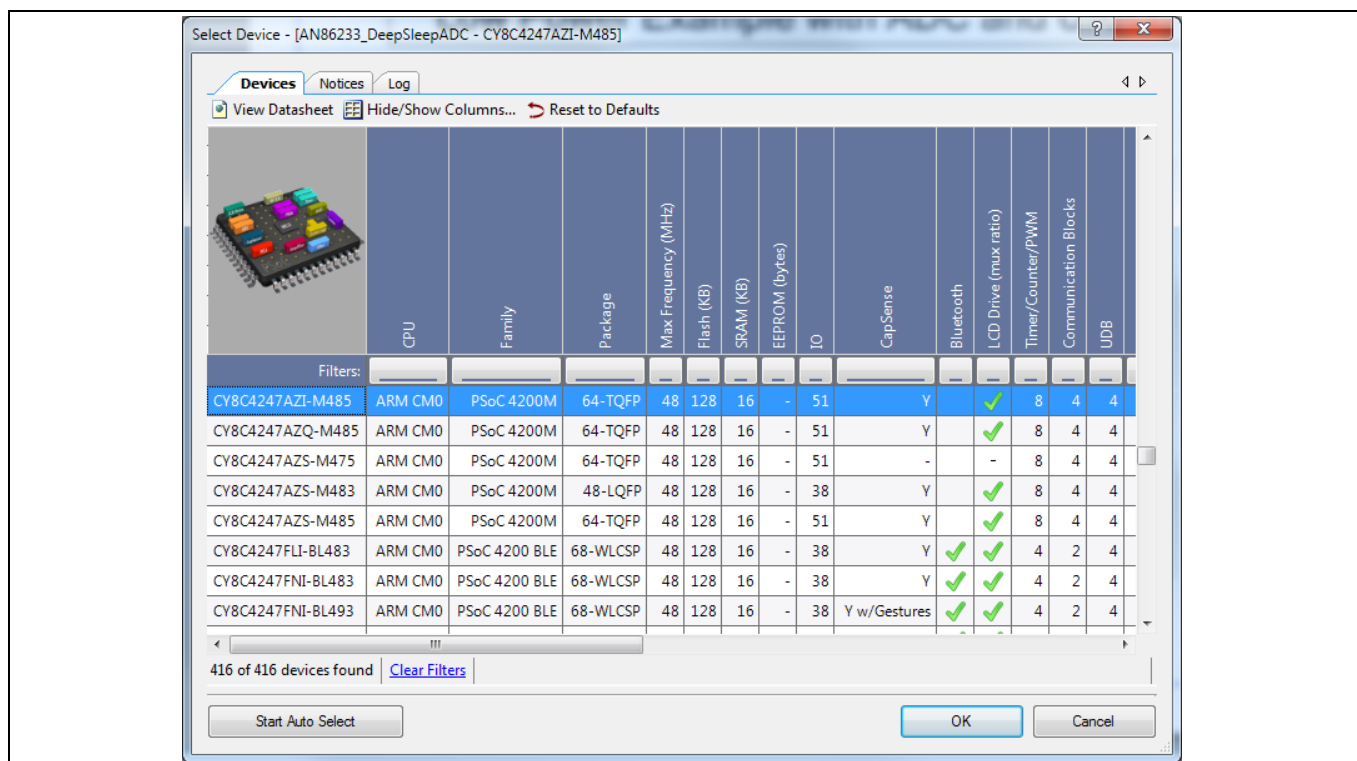 Low Power Example with ADC and
Select Device - [AN86233_DeepSleepADC - CY8C4247AZI-M485]
Devices Notices Log
View Datasheet Hide/Show Columns... Reset to Defaults
CPU Family Package Max Frequency (MHz) Flash (KB) SRAM (KB) EEPROM (bytes) IO CapSense Bluetooth LCD Drive (mux ratio) Timer/Counter/PWM Communication Blocks UDB
Filters:
CY8C4247AZI-M485 ARM CM0 PSoC 4200M 64-TQFP 48 128 16 - 51 Y 8 4 4
CY8C4247AZQ-M485 ARM CM0 PSoC 4200M 64-TQFP 48 128 16 - 51 Y 8 4 4
CY8C4247AZS-M475 ARM CM0 PSoC 4200M 64-TQFP 48 128 16 - 51 - - 8 4 4
CY8C4247AZS-M483 ARM CM0 PSoC 4200M 48-LQFP 48 128 16 - 38 Y 8 4 4
CY8C4247AZS-M485 ARM CM0 PSoC 4200M 64-TQFP 48 128 16 - 51 Y 8 4 4
CY8C4247FLI-BL483 ARM CM0 PSoC 4200 BLE 68-WLCSP 48 128 16 - 38 Y 4 2 4
CY8C4247FNI-BL483 ARM CM0 PSoC 4200 BLE 68-WLCSP 48 128 16 - 38 Y 4 2 4
CY8C4247FNI-BL493 ARM CM0 PSoC 4200 BLE 68-WLCSP 48 128 16 - 38 Y w/Gestures 4 2 4
416 of 416 devices found Clear Filters
Start Auto Select OK Cancel